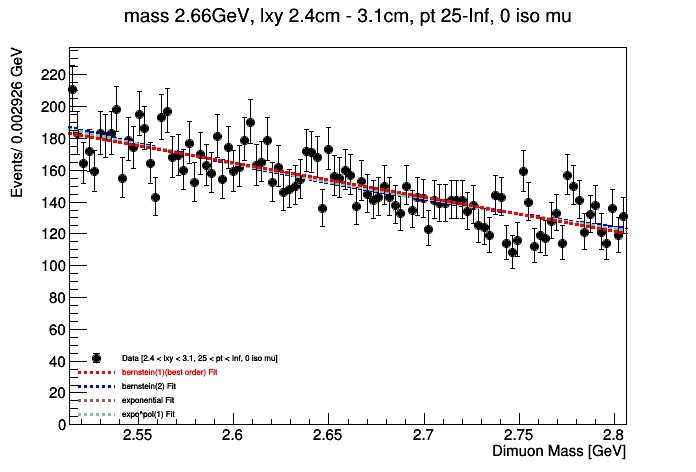 mass 2.66GeV, lxy 2.4cm - 3.1cm, pt 25-Inf, 0 iso mu
Events/ 0.002926 GeV
220
200
180
160
140
120
100
80
60
40
20
0
Data [2.4 < lxy < 3.1, 25 < pt < Inf, 0 iso mu]
bernstein(1)(best order) Fit
bernstein(2) Fit
exponential Fit
expo*pol(1) Fit
2.55 2.6 2.65 2.7 2.75 2.8
Dimuon Mass [GeV]